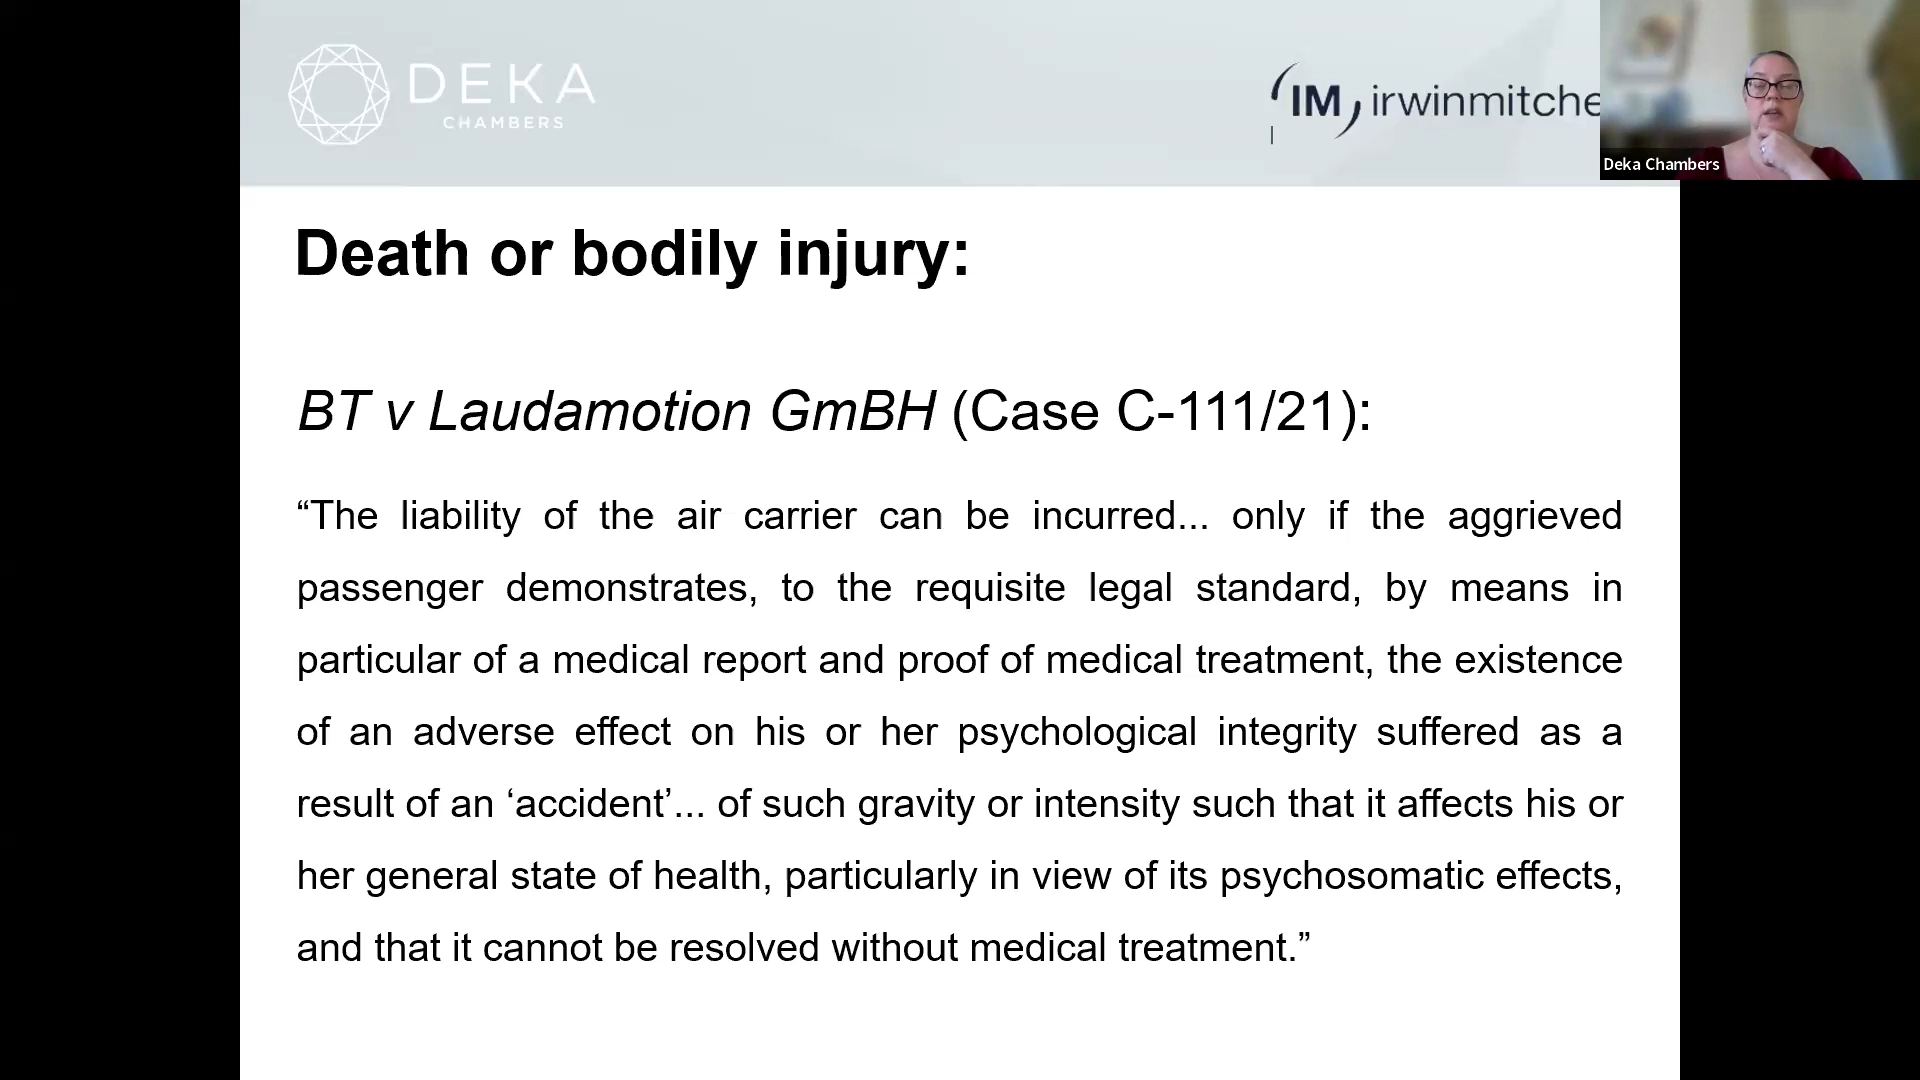 DEKA
CHAMBERS
IM irwinmitche
Deka Chambers
Death or bodily injury:
BT v Laudamotion GmBH (Case C-111/21):
“The liability of the air carrier can be incurred... only if the aggrieved
passenger demonstrates, to the requisite legal standard, by means in
particular of a medical report and proof of medical treatment, the existence
of an adverse effect on his or her psychological integrity suffered as a
result of an ‘accident’... of such gravity or intensity such that it affects his or
her general state of health, particularly in view of its psychosomatic effects,
and that it cannot be resolved without medical treatment.”